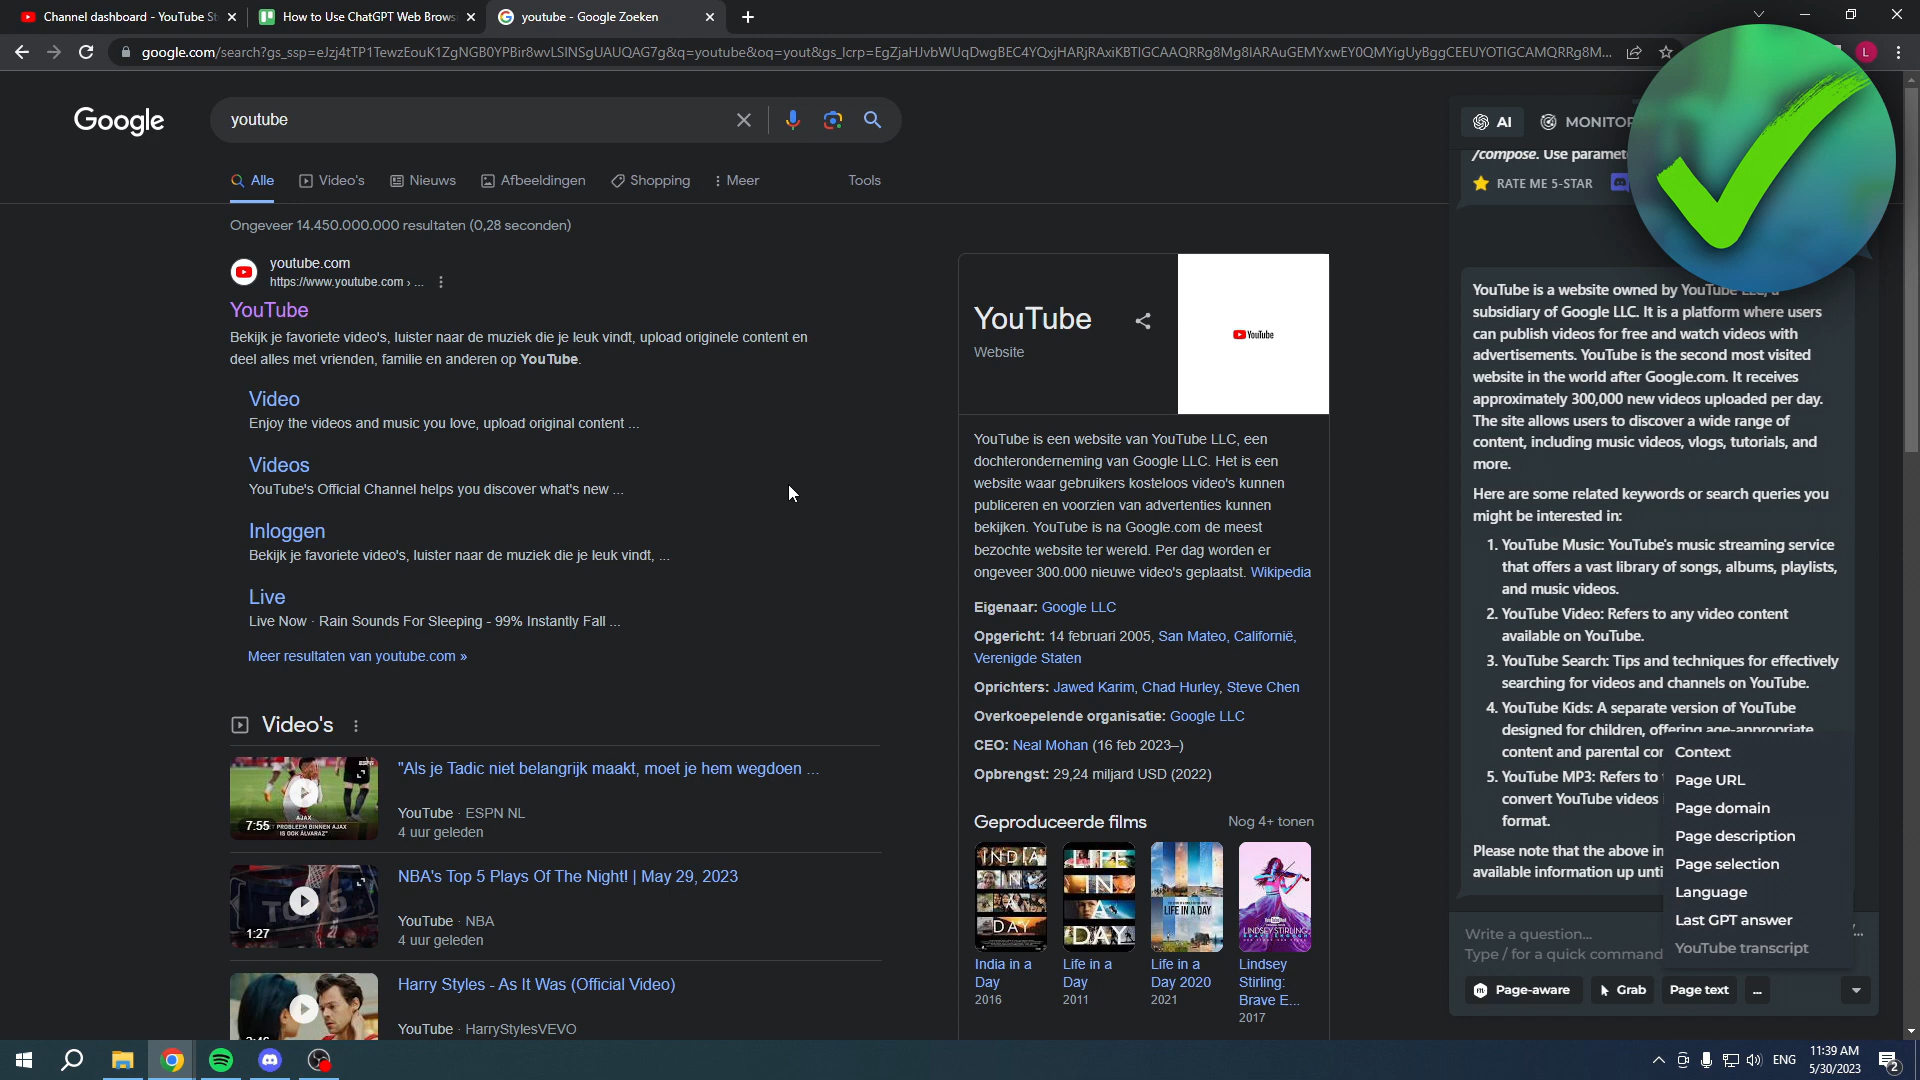 Channel dashboard - YouTube St
How to Use ChatGPT Web Brows
youtube - Google Zoeken
google.com/search?gs_ssp=eJzj4tTP1TewzEouK1ZgNGB0YPBir8wvLSlNSgUAUQAG7g&q=youtube&oq=yout&gs_lcrp=EgZjaHJvbWUqDwgBEC4YQxjHARjRAxiKBTIGCAAQRRg8Mg8IARAuGEMYxwEY0QMYigUyBggCEEUYOTIGCAMQRRg8M...
L
Google
youtube
Alle
Video's
Nieuws
Afbeeldingen
Shopping
Meer
Tools
Ongeveer 14.450.000.000 resultaten (0,28 seconden)
youtube.com
https://www.youtube.com › ...
YouTube
Bekijk je favoriete video's, luister naar de muziek die je leuk vindt, upload originele content en
deel alles met vrienden, familie en anderen op YouTube.
Video
Enjoy the videos and music you love, upload original content ...
Videos
YouTube's Official Channel helps you discover what's new ...
Inloggen
Bekijk je favoriete video's, luister naar de muziek die je leuk vindt, ...
Live
Live Now · Rain Sounds For Sleeping - 99% Instantly Fall ...
Meer resultaten van youtube.com »
Video's
ESPN
AJAX
7:55
"Als je Tadic niet belangrijk maakt, moet je hem wegdoen ...
YouTube · ESPN NL
4 uur geleden
TOP 5
1:27
NBA's Top 5 Plays Of The Night! | May 29, 2023
YouTube · NBA
4 uur geleden
Harry Styles - As It Was (Official Video)
YouTube · HarryStylesVEVO
YouTube
Website
YouTube
YouTube is een website van YouTube LLC, een
dochteronderneming van Google LLC. Het is een
website waar gebruikers kosteloos video's kunnen
publiceren en voorzien van advertenties kunnen
bekijken. YouTube is na Google.com de meest
bezochte website ter wereld. Per dag worden er
ongeveer 300.000 nieuwe video's geplaatst. Wikipedia
Eigenaar: Google LLC
Opgericht: 14 februari 2005, San Mateo, Californië,
Verenigde Staten
Oprichters: Jawed Karim, Chad Hurley, Steve Chen
Overkoepelende organisatie: Google LLC
CEO: Neal Mohan (16 feb 2023–)
Opbrengst: 29,24 miljard USD (2022)
Geproduceerde films
Nog 4+ tonen
INDIA
IN
A
DAY
LIFE
IN A
DAY
LIFE IN A DAY
LINDSEY
STIRLING
India in a
Day
2016
Life in a
Day
2011
Life in a
Day 2020
2021
Lindsey
Stirling:
Brave E...
2017
AI
MONITOR
/compose. Use paramet
RATE ME 5-STAR
YouTube is a website owned by YouTube LLC, a
subsidiary of Google LLC. It is a platform where users
can publish videos for free and watch videos with
advertisements. YouTube is the second most visited
website in the world after Google.com. It receives
approximately 300,000 new videos uploaded per day.
The site allows users to discover a wide range of
content, including music videos, vlogs, tutorials, and
more.
Here are some related keywords or search queries you
might be interested in:
1. YouTube Music: YouTube's music streaming service
that offers a vast library of songs, albums, playlists,
and music videos.
2. YouTube Video: Refers to any video content
available on YouTube.
3. YouTube Search: Tips and techniques for effectively
searching for videos and channels on YouTube.
4. YouTube Kids: A separate version of YouTube
designed for children, offering age-appropriate
content and parental cor
5. YouTube MP3: Refers to
convert YouTube videos
format.
Please note that the above in
available information up unti
Context
Page URL
Page domain
Page description
Page selection
Language
Last GPT answer
YouTube transcript
Write a question...
Type / for a quick command
Page-aware
Grab
Page text
...
ENG
11:39 AM
5/30/2023
2